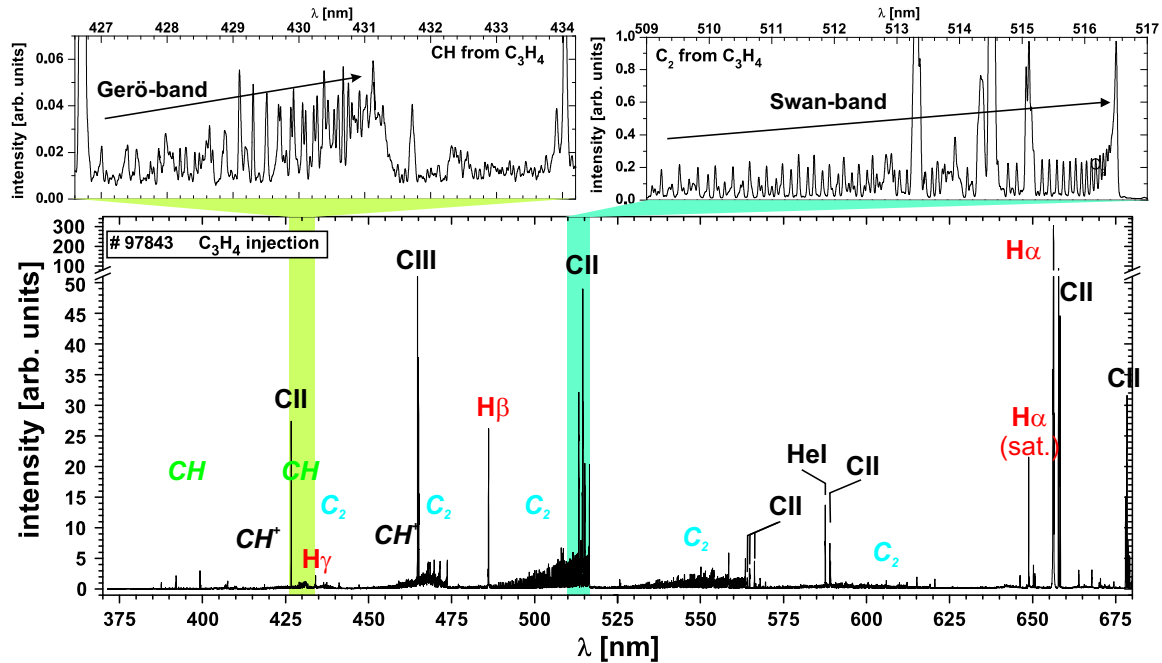 λ [nm]
427 428 429 430 431 432 433 434
0.06
0.04
0.02
0.00
intensity [arb. units]
CH from C₃H₄
Gerö-band
λ [nm]
509 510 511 512 513 514 515 516 517
1.0
0.8
0.6
0.4
0.2
0.0
intensity [arb. units]
C₂ from C₃H₄
Swan-band
# 97843 C₃H₄ injection
300
200
100
50
45
40
35
30
25
20
15
10
5
0
intensity [arb. units]
CIII
CII
Hα
CII
CII
CII
Hβ
Hα
(sat.)
CH
CH
HeI
CII
C₂
C₂
C₂
CII
CH⁺
CH⁺
C₂
C₂
Hγ
375 400 425 450 475 500 525 550 575 600 625 650 675
λ [nm]